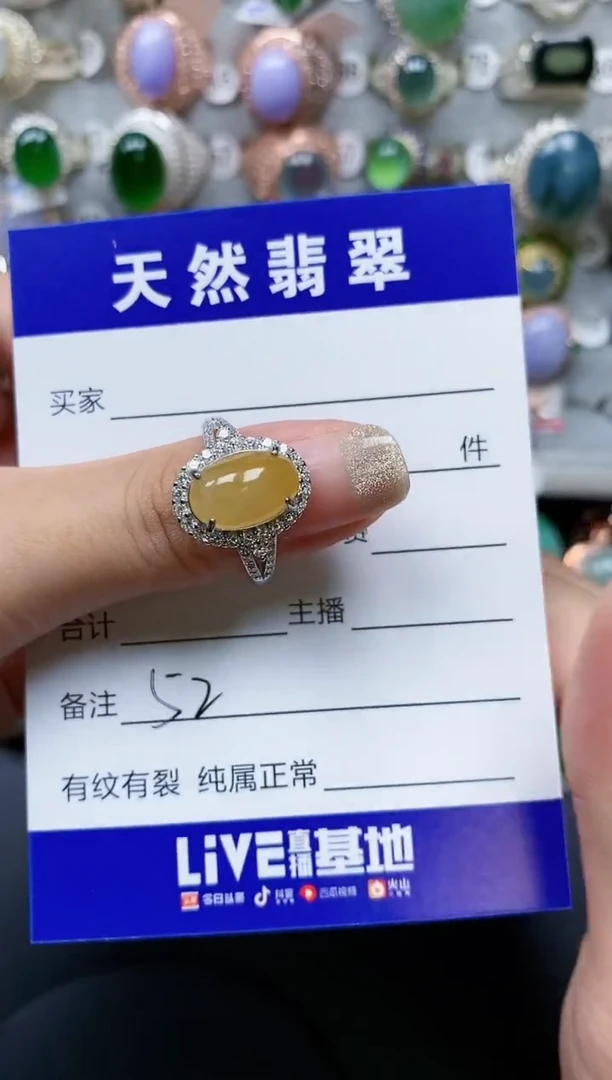 天然翡翠
买家
件
合计 主播
备注 52
有纹有裂 纯属正常
LiVE直播基地
今日头条 抖音 西瓜视频 火山